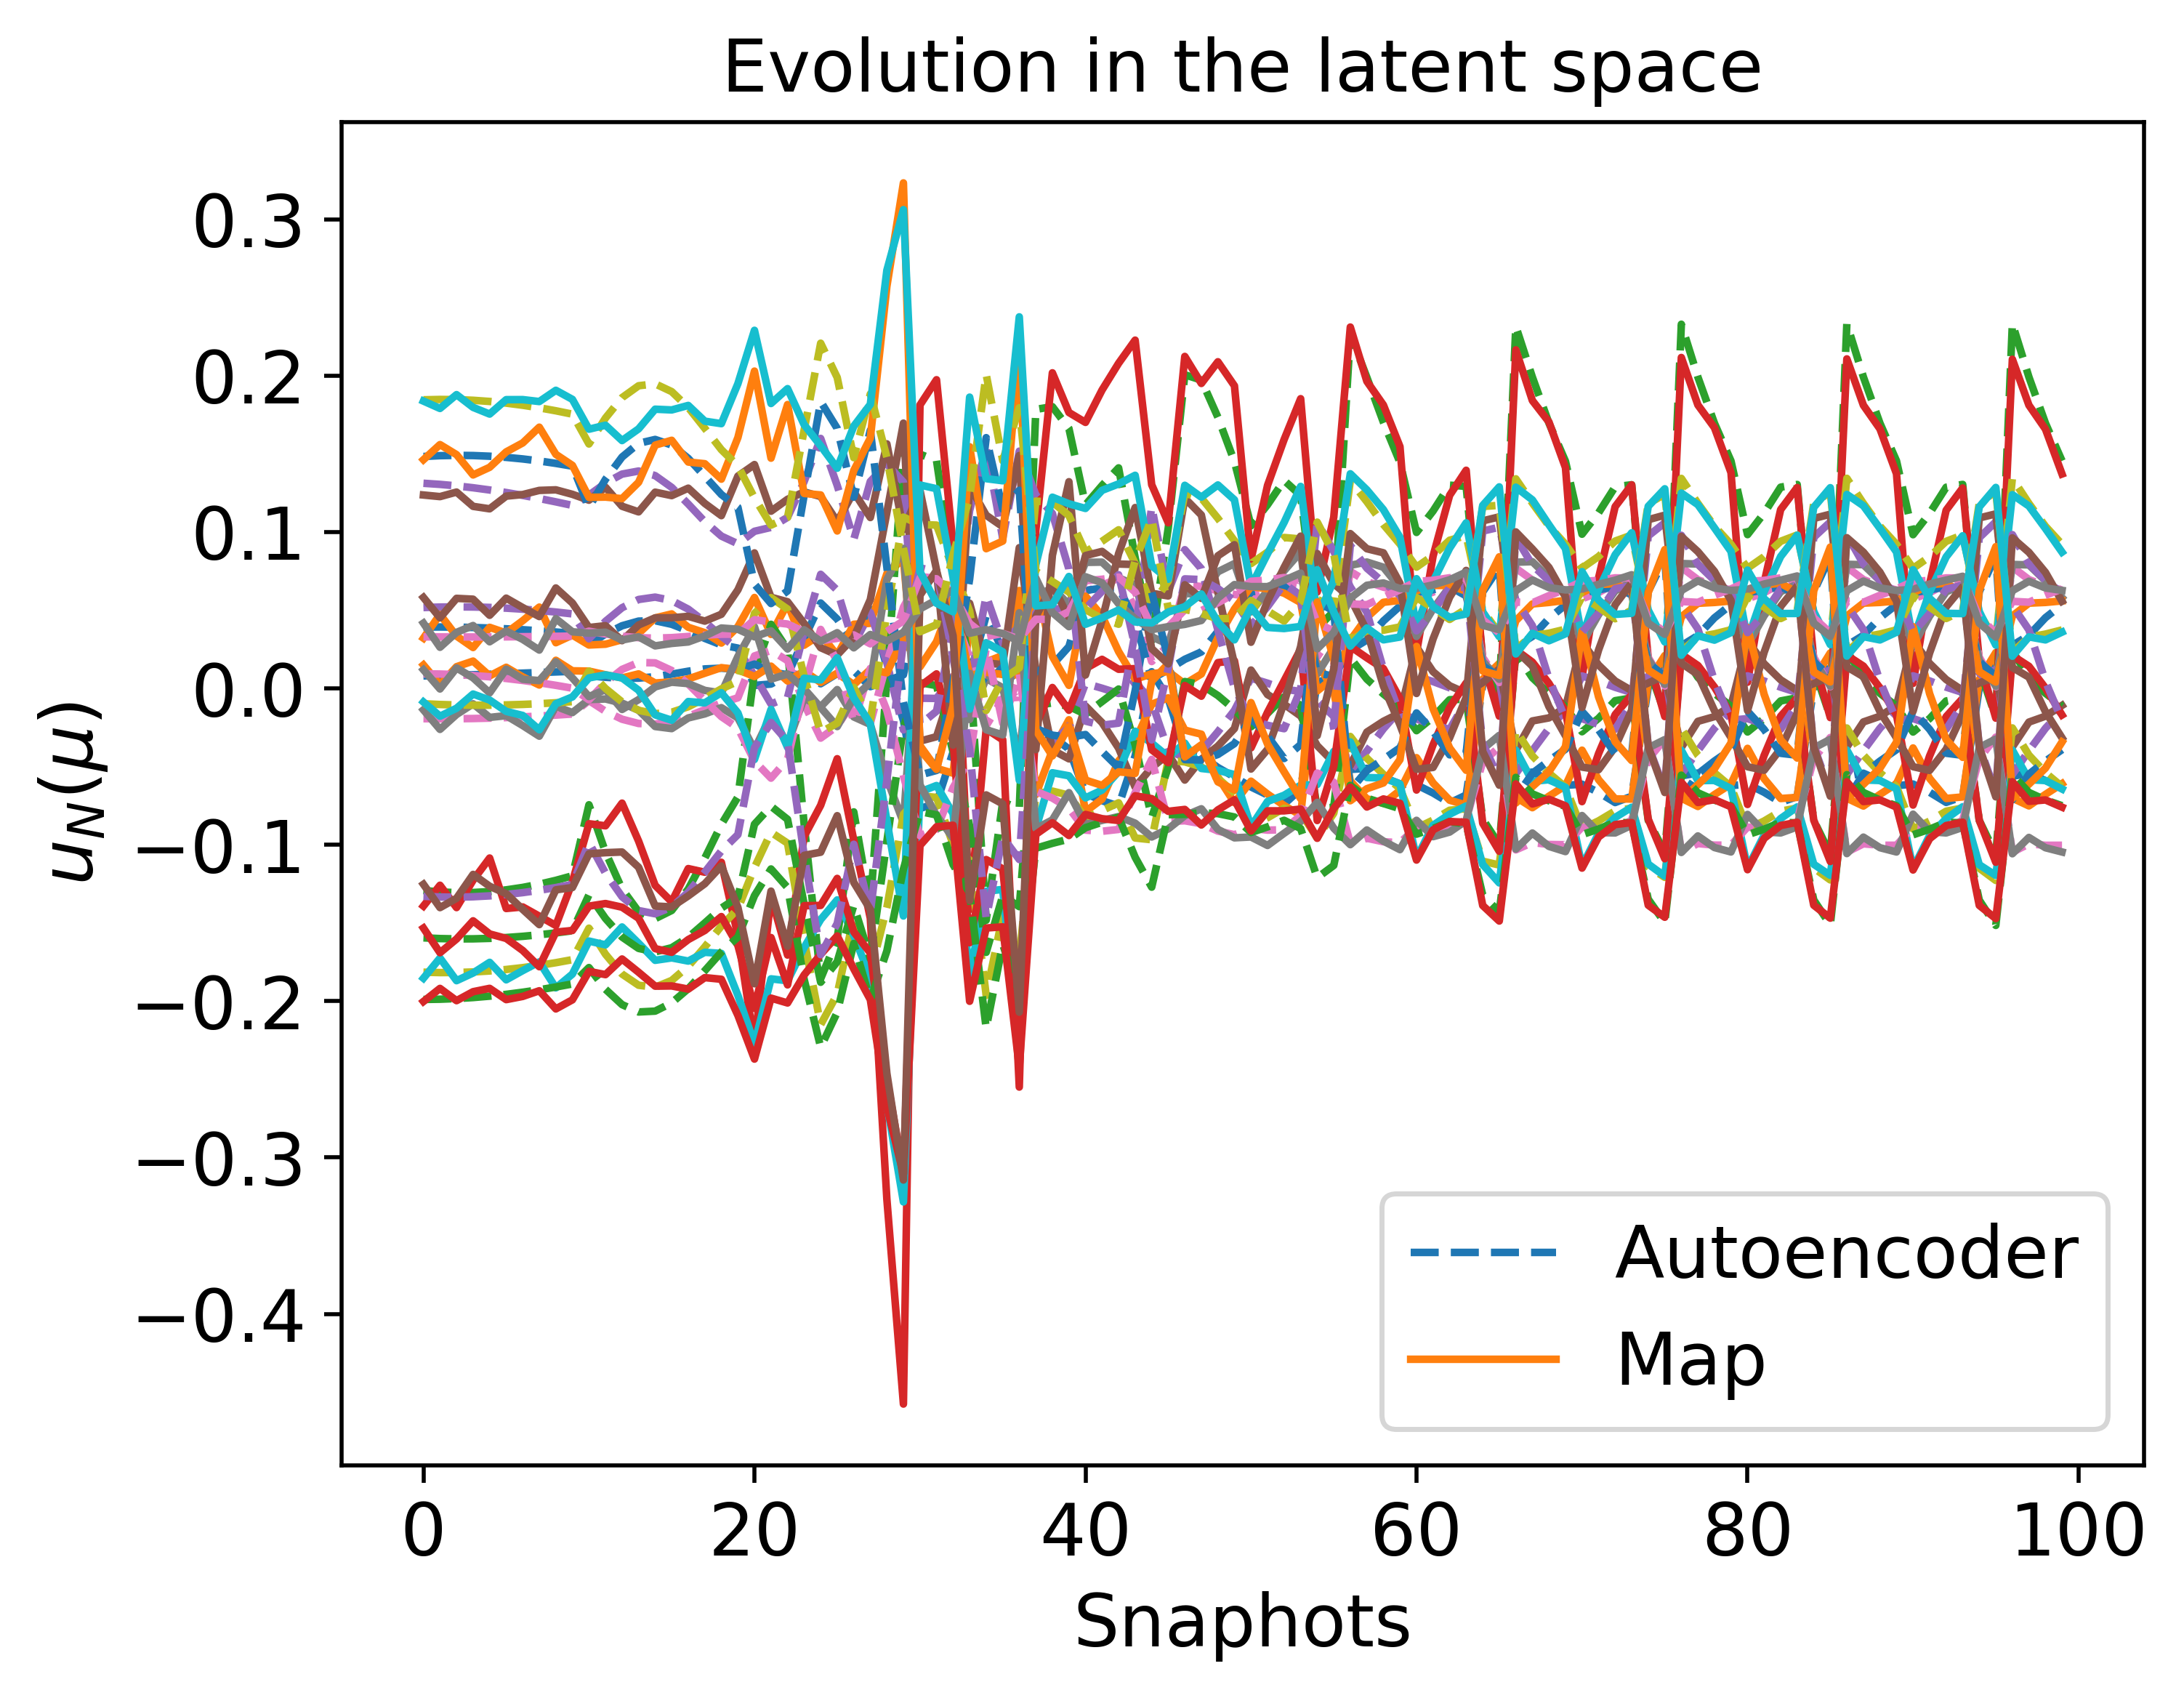 Evolution in the latent space
0.3
0.2
0.1
0.0
−0.1
−0.2
−0.3
−0.4
u_N(μ)
0 20 40 60 80 100
Snaphots
Autoencoder
Map